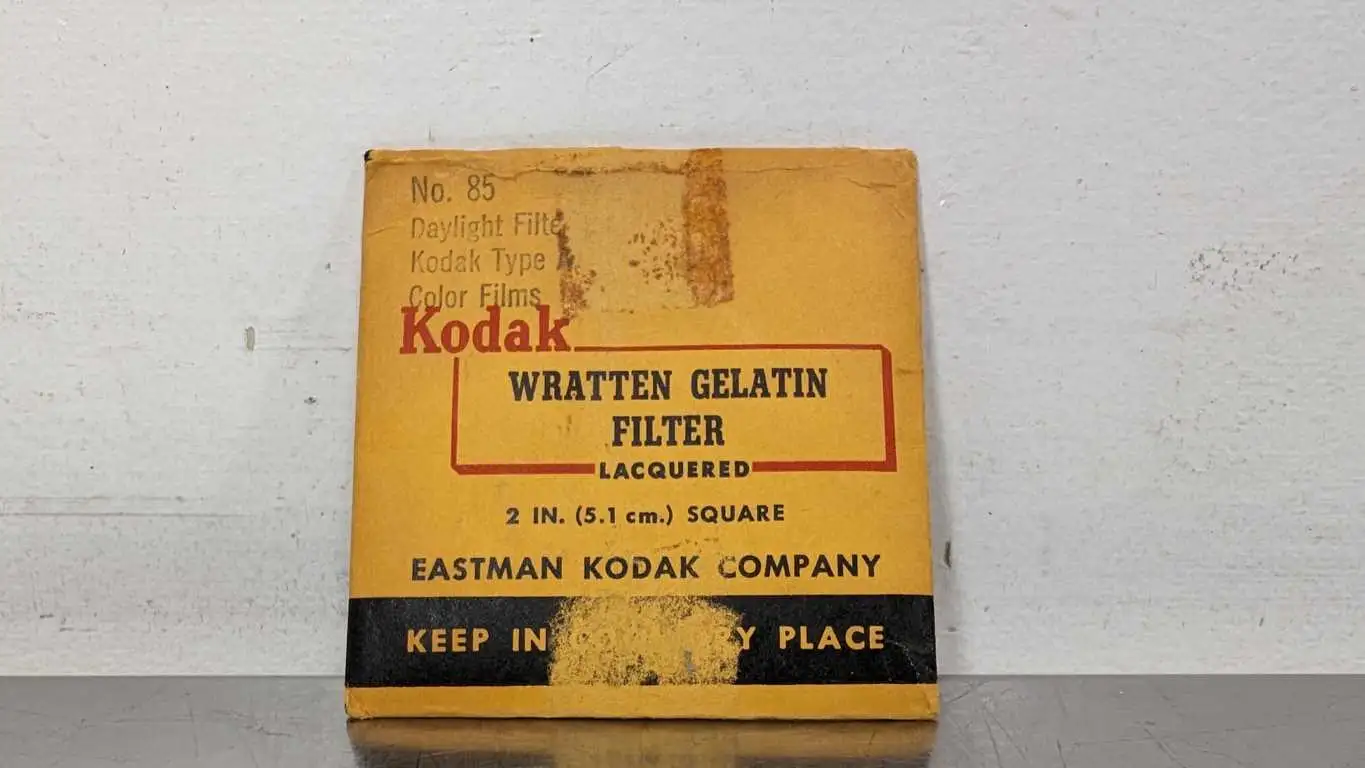 No. 85
Daylight Filte
Kodak Type A
Color Films
Kodak
WRATTEN GELATIN
FILTER
LACQUERED
2 IN. (5.1 cm.) SQUARE
EASTMAN KODAK COMPANY
KEEP IN PLACE